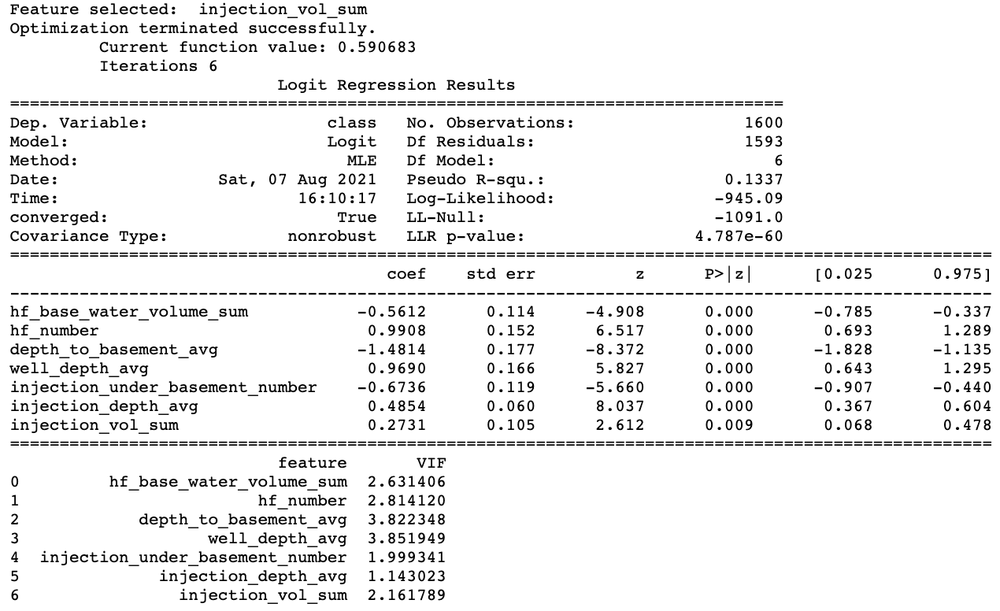 Feature selected:  injection_vol_sum
Optimization terminated successfully.
         Current function value: 0.590683
         Iterations 6
                           Logit Regression Results
==============================================================================
Dep. Variable:                  class   No. Observations:                 1600
Model:                          Logit   Df Residuals:                     1593
Method:                           MLE   Df Model:                            6
Date:                Sat, 07 Aug 2021   Pseudo R-squ.:                  0.1337
Time:                        16:10:17   Log-Likelihood:                -945.09
converged:                       True   LL-Null:                       -1091.0
Covariance Type:            nonrobust   LLR p-value:                 4.787e-60
===================================================================================================
                                      coef    std err          z      P>|z|      [0.025      0.975]
---------------------------------------------------------------------------------------------------
hf_base_water_volume_sum           -0.5612      0.114     -4.908      0.000      -0.785      -0.337
hf_number                           0.9908      0.152      6.517      0.000       0.693       1.289
depth_to_basement_avg              -1.4814      0.177     -8.372      0.000      -1.828      -1.135
well_depth_avg                      0.9690      0.166      5.827      0.000       0.643       1.295
injection_under_basement_number    -0.6736      0.119     -5.660      0.000      -0.907      -0.440
injection_depth_avg                 0.4854      0.060      8.037      0.000       0.367       0.604
injection_vol_sum                   0.2731      0.105      2.612      0.009       0.068       0.478
===================================================================================================
                           feature       VIF
0         hf_base_water_volume_sum  2.631406
1                        hf_number  2.814120
2            depth_to_basement_avg  3.822348
3                   well_depth_avg  3.851949
4  injection_under_basement_number  1.999341
5              injection_depth_avg  1.143023
6                injection_vol_sum  2.161789